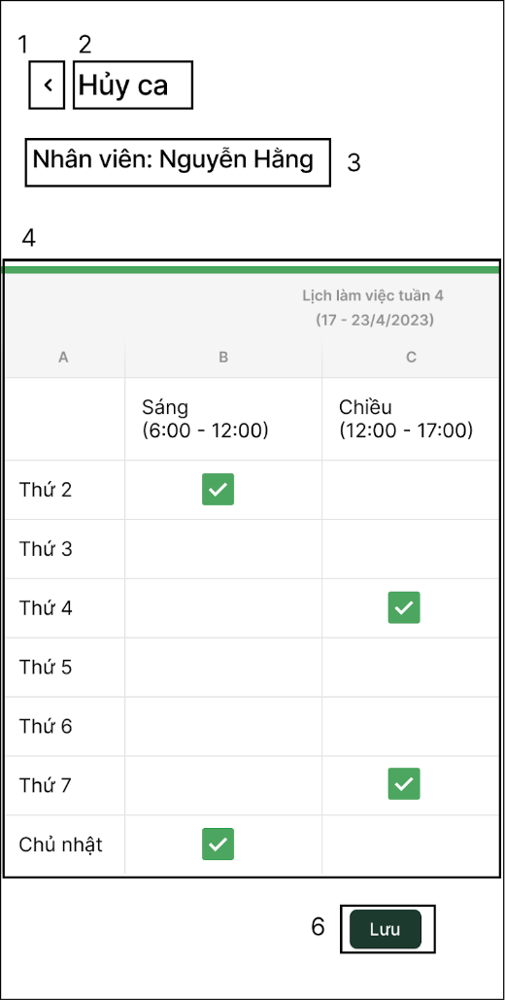 1
2
<
Hủy ca
Nhân viên: Nguyễn Hằng
3
4
Lịch làm việc tuần 4
(17 - 23/4/2023)
A
B
C
Sáng
(6:00 - 12:00)
Chiều
(12:00 - 17:00)
Thứ 2
Thứ 3
Thứ 4
Thứ 5
Thứ 6
Thứ 7
Chủ nhật
6
Lưu